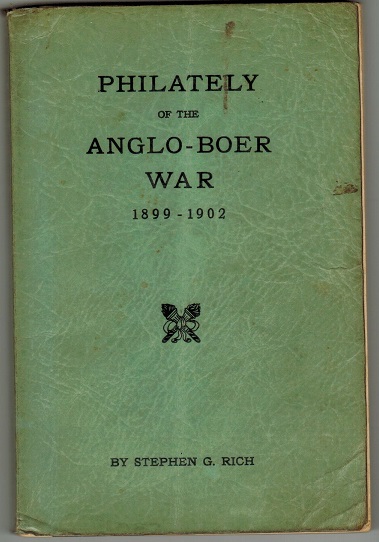 PHILATELY
OF THE
ANGLO-BOER
WAR
1899-1902
BY STEPHEN G. RICH